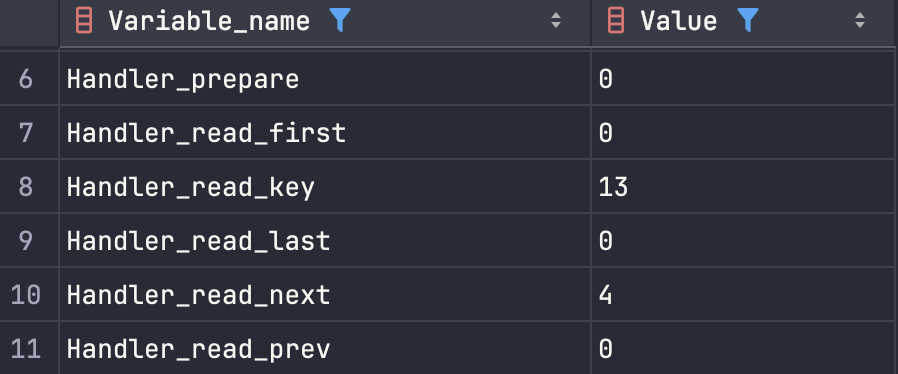 Variable_name Value
6 Handler_prepare 0
7 Handler_read_first 0
8 Handler_read_key 13
9 Handler_read_last 0
10 Handler_read_next 4
11 Handler_read_prev 0